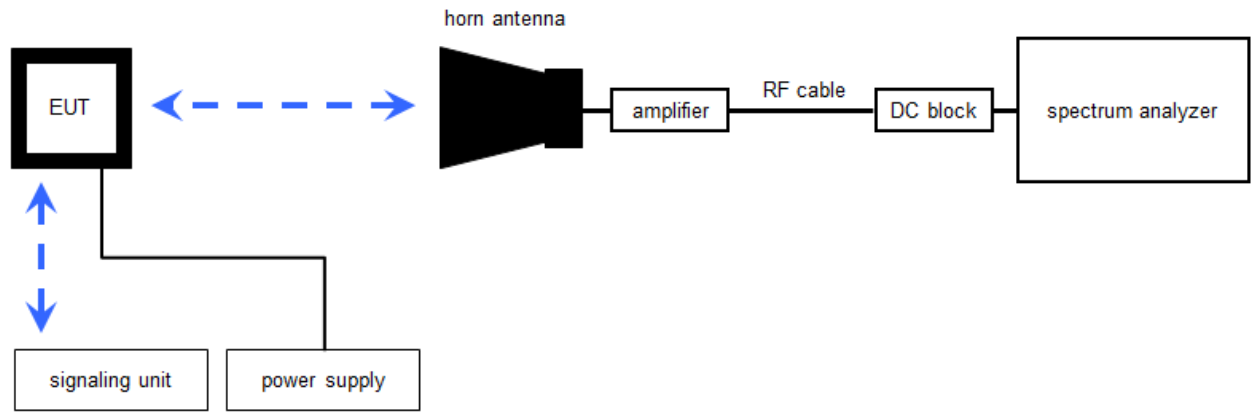 horn antenna
EUT
amplifier
RF cable
DC block
spectrum analyzer
signaling unit
power supply